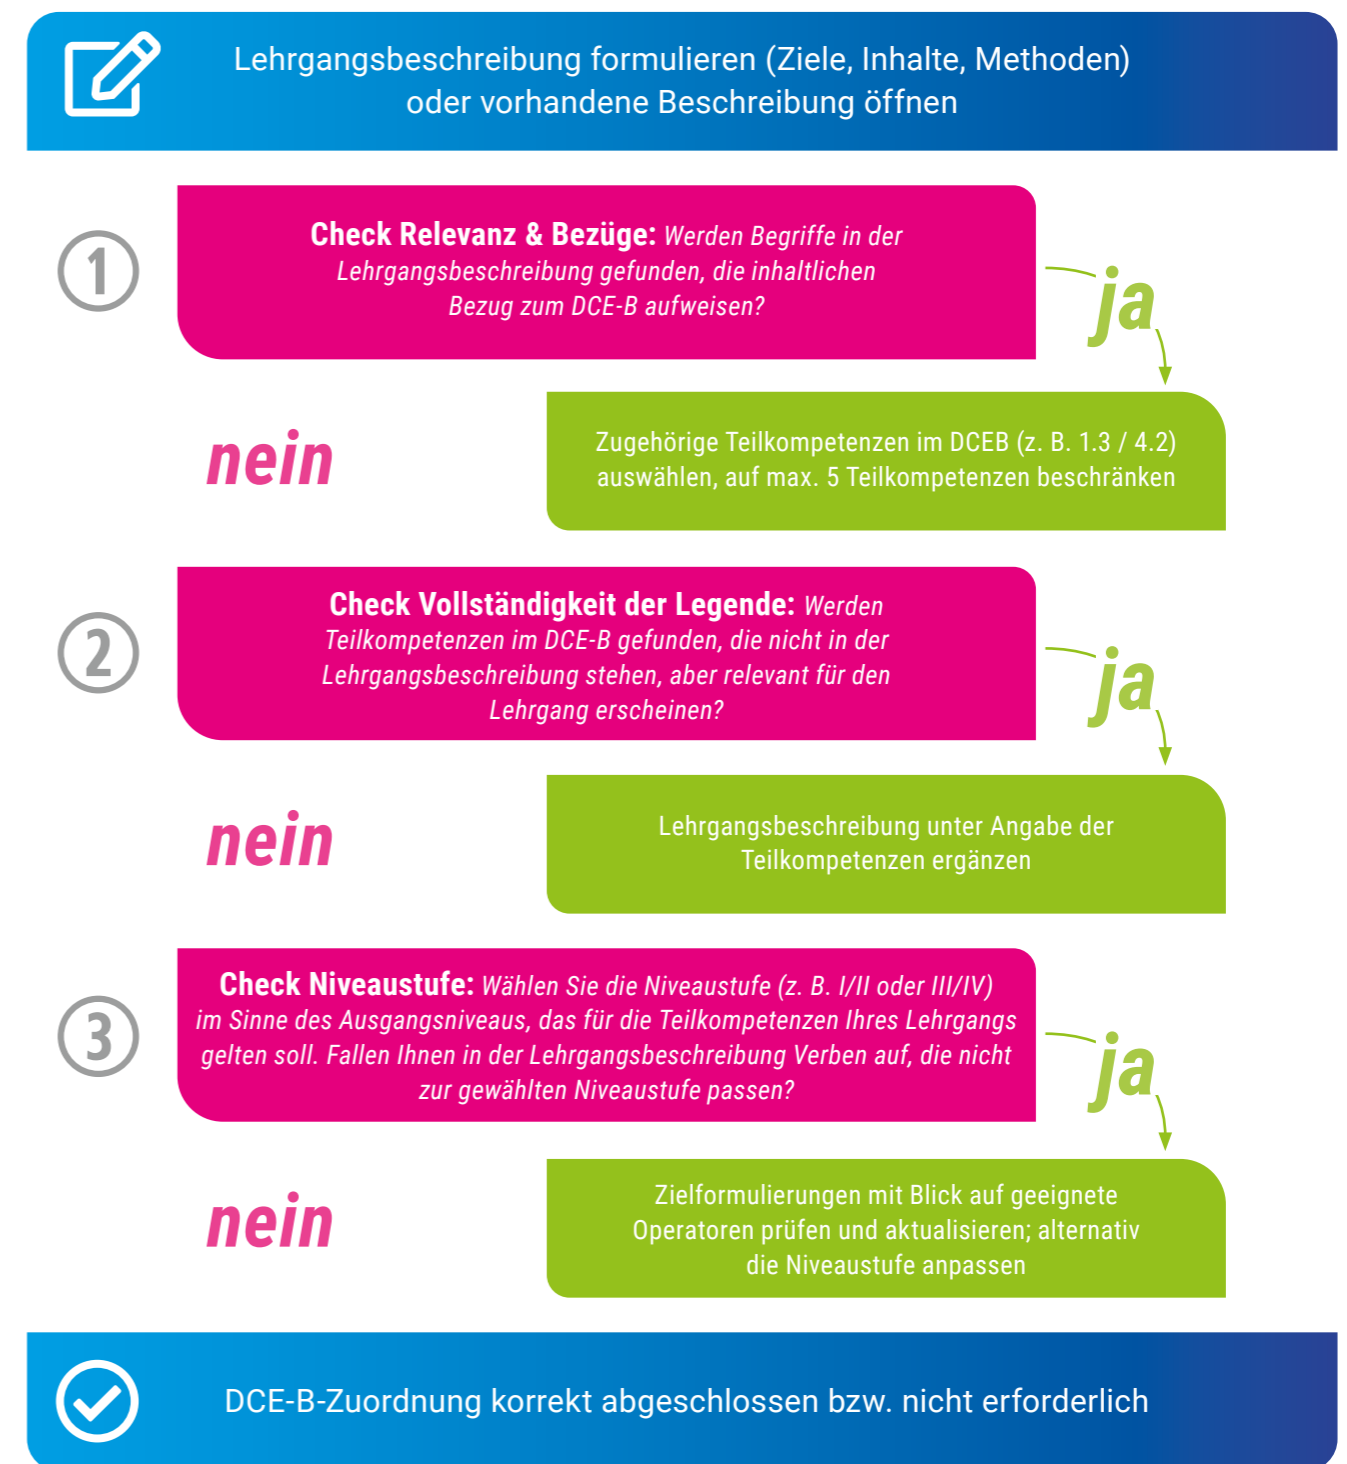 Lehrgangsbeschreibung formulieren (Ziele, Inhalte, Methoden)
oder vorhandene Beschreibung öffnen
1
Check Relevanz & Bezüge: Werden Begriffe in der
Lehrgangsbeschreibung gefunden, die inhaltlichen
Bezug zum DCE-B aufweisen?
ja
nein
Zugehörige Teilkompetenzen im DCEB (z. B. 1.3 / 4.2)
auswählen, auf max. 5 Teilkompetenzen beschränken
2
Check Vollständigkeit der Legende: Werden
Teilkompetenzen im DCE-B gefunden, die nicht in der
Lehrgangsbeschreibung stehen, aber relevant für den
Lehrgang erscheinen?
ja
nein
Lehrgangsbeschreibung unter Angabe der
Teilkompetenzen ergänzen
3
Check Niveaustufe: Wählen Sie die Niveaustufe (z. B. I/II oder III/IV)
im Sinne des Ausgangsniveaus, das für die Teilkompetenzen Ihres Lehrgangs
gelten soll. Fallen Ihnen in der Lehrgangsbeschreibung Verben auf, die nicht
zur gewählten Niveaustufe passen?
ja
nein
Zielformulierungen mit Blick auf geeignete
Operatoren prüfen und aktualisieren; alternativ
die Niveaustufe anpassen
DCE-B-Zuordnung korrekt abgeschlossen bzw. nicht erforderlich